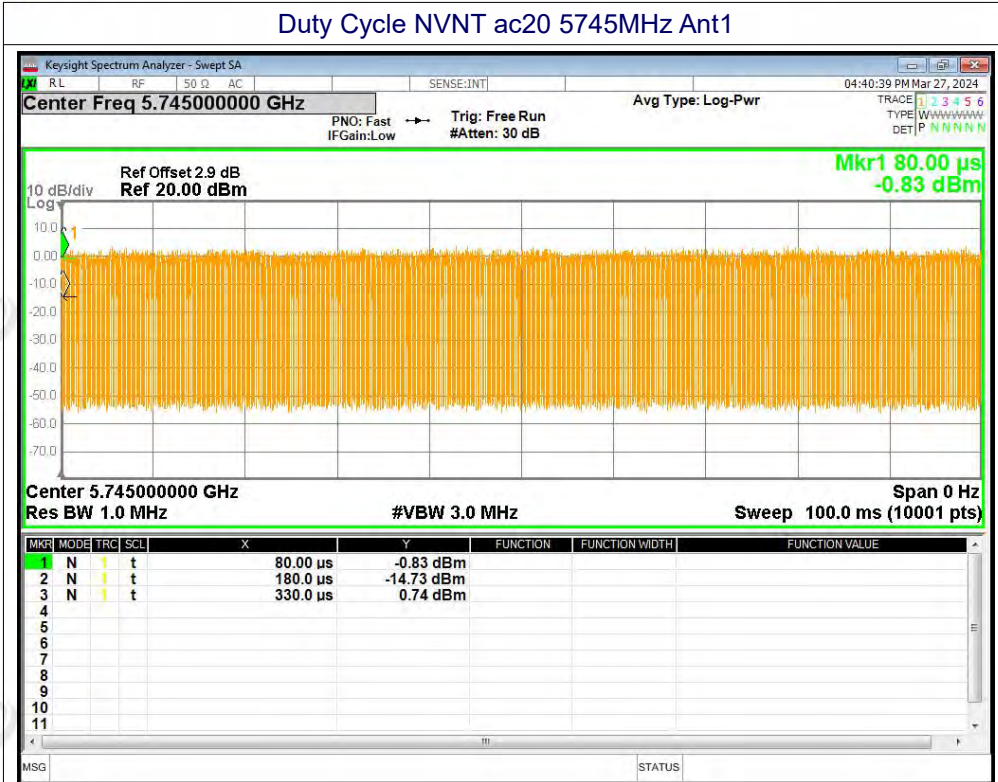 Duty Cycle NVNT ac20 5745MHz Ant1
Keysight Spectrum Analyzer - Swept SA
LXI RL RF 50 Ω AC SENSE:INT 04:40:39 PM Mar 27, 2024
Center Freq 5.745000000 GHz Avg Type: Log-Pwr TRACE 1 2 3 4 5 6
PNO: Fast Trig: Free Run TYPE WWWWWW
IFGain:Low #Atten: 30 dB DET P N N N N N
Mkr1 80.00 µs
Ref Offset 2.9 dB
10 dB/div Ref 20.00 dBm -0.83 dBm
Log
10.0
1
0.00
-10.0
-20.0
-30.0
-40.0
-50.0
-60.0
-70.0
Center 5.745000000 GHz Span 0 Hz
Res BW 1.0 MHz #VBW 3.0 MHz Sweep 100.0 ms (10001 pts)
MKR MODE TRC SCL X Y FUNCTION FUNCTION WIDTH FUNCTION VALUE
1 N 1 t 80.00 µs -0.83 dBm
2 N 1 t 180.0 µs -14.73 dBm
3 N 1 t 330.0 µs 0.74 dBm
4
5
6
7
8
9
10
11
MSG STATUS